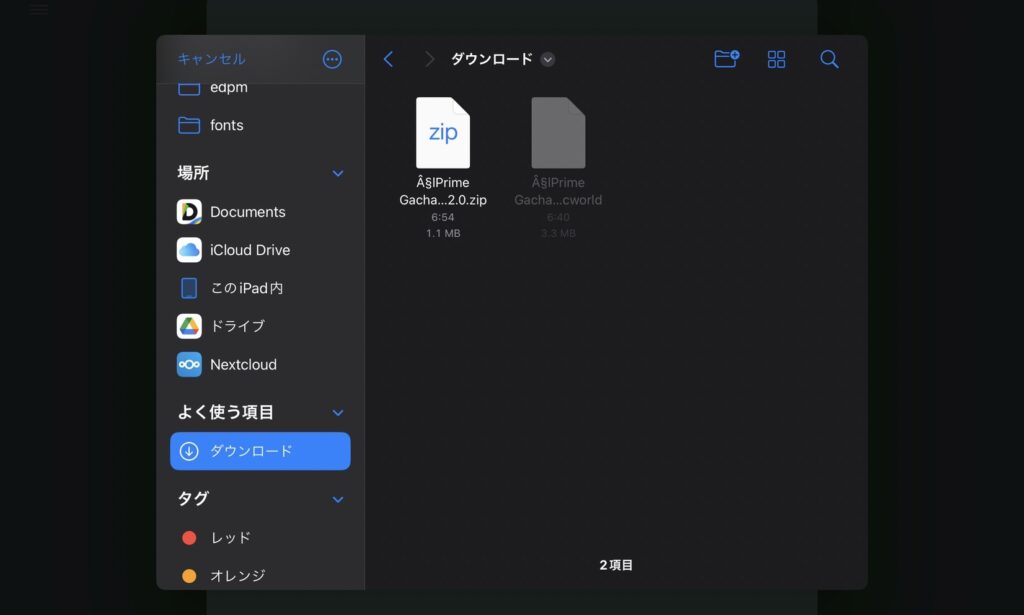 キャンセル
edpm
fonts
場所
Documents
iCloud Drive
このiPad内
ドライブ
Nextcloud
よく使う項目
ダウンロード
タグ
レッド
オレンジ
ダウンロード
zip
Â§lPrime
Gacha...2.0.zip
6:54
1.1 MB
Â§lPrime
Gacha...cworld
6:40
3.3 MB
2項目